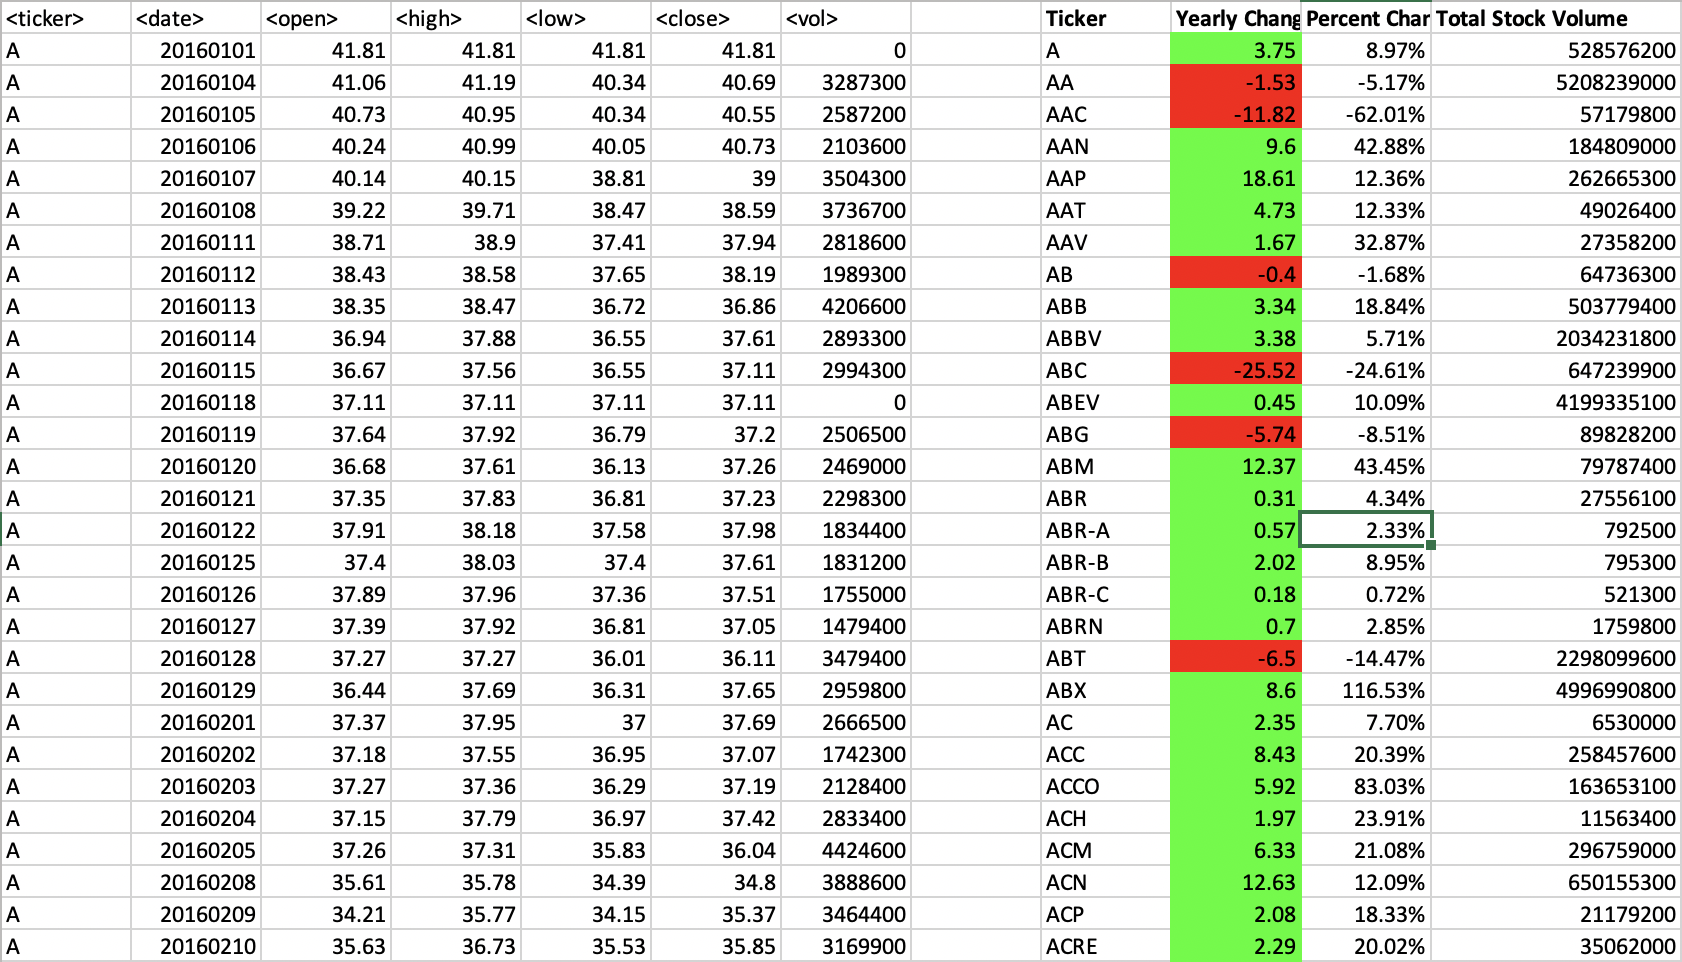 <ticker> <date> <open> <high> <low> <close> <vol> Ticker Yearly Chang Percent Char Total Stock Volume
A 20160101 41.81 41.81 41.81 41.81 0 A 3.75 8.97% 528576200
A 20160104 41.06 41.19 40.34 40.69 3287300 AA -1.53 -5.17% 5208239000
A 20160105 40.73 40.95 40.34 40.55 2587200 AAC -11.82 -62.01% 57179800
A 20160106 40.24 40.99 40.05 40.73 2103600 AAN 9.6 42.88% 184809000
A 20160107 40.14 40.15 38.81 39 3504300 AAP 18.61 12.36% 262665300
A 20160108 39.22 39.71 38.47 38.59 3736700 AAT 4.73 12.33% 49026400
A 20160111 38.71 38.9 37.41 37.94 2818600 AAV 1.67 32.87% 27358200
A 20160112 38.43 38.58 37.65 38.19 1989300 AB -0.4 -1.68% 64736300
A 20160113 38.35 38.47 36.72 36.86 4206600 ABB 3.34 18.84% 503779400
A 20160114 36.94 37.88 36.55 37.61 2893300 ABBV 3.38 5.71% 2034231800
A 20160115 36.67 37.56 36.55 37.11 2994300 ABC -25.52 -24.61% 647239900
A 20160118 37.11 37.11 37.11 37.11 0 ABEV 0.45 10.09% 4199335100
A 20160119 37.64 37.92 36.79 37.2 2506500 ABG -5.74 -8.51% 89828200
A 20160120 36.68 37.61 36.13 37.26 2469000 ABM 12.37 43.45% 79787400
A 20160121 37.35 37.83 36.81 37.23 2298300 ABR 0.31 4.34% 27556100
A 20160122 37.91 38.18 37.58 37.98 1834400 ABR-A 0.57 2.33% 792500
A 20160125 37.4 38.03 37.4 37.61 1831200 ABR-B 2.02 8.95% 795300
A 20160126 37.89 37.96 37.36 37.51 1755000 ABR-C 0.18 0.72% 521300
A 20160127 37.39 37.92 36.81 37.05 1479400 ABRN 0.7 2.85% 1759800
A 20160128 37.27 37.27 36.01 36.11 3479400 ABT -6.5 -14.47% 2298099600
A 20160129 36.44 37.69 36.31 37.65 2959800 ABX 8.6 116.53% 4996990800
A 20160201 37.37 37.95 37 37.69 2666500 AC 2.35 7.70% 6530000
A 20160202 37.18 37.55 36.95 37.07 1742300 ACC 8.43 20.39% 258457600
A 20160203 37.27 37.36 36.29 37.19 2128400 ACCO 5.92 83.03% 163653100
A 20160204 37.15 37.79 36.97 37.42 2833400 ACH 1.97 23.91% 11563400
A 20160205 37.26 37.31 35.83 36.04 4424600 ACM 6.33 21.08% 296759000
A 20160208 35.61 35.78 34.39 34.8 3888600 ACN 12.63 12.09% 650155300
A 20160209 34.21 35.77 34.15 35.37 3464400 ACP 2.08 18.33% 21179200
A 20160210 35.63 36.73 35.53 35.85 3169900 ACRE 2.29 20.02% 35062000